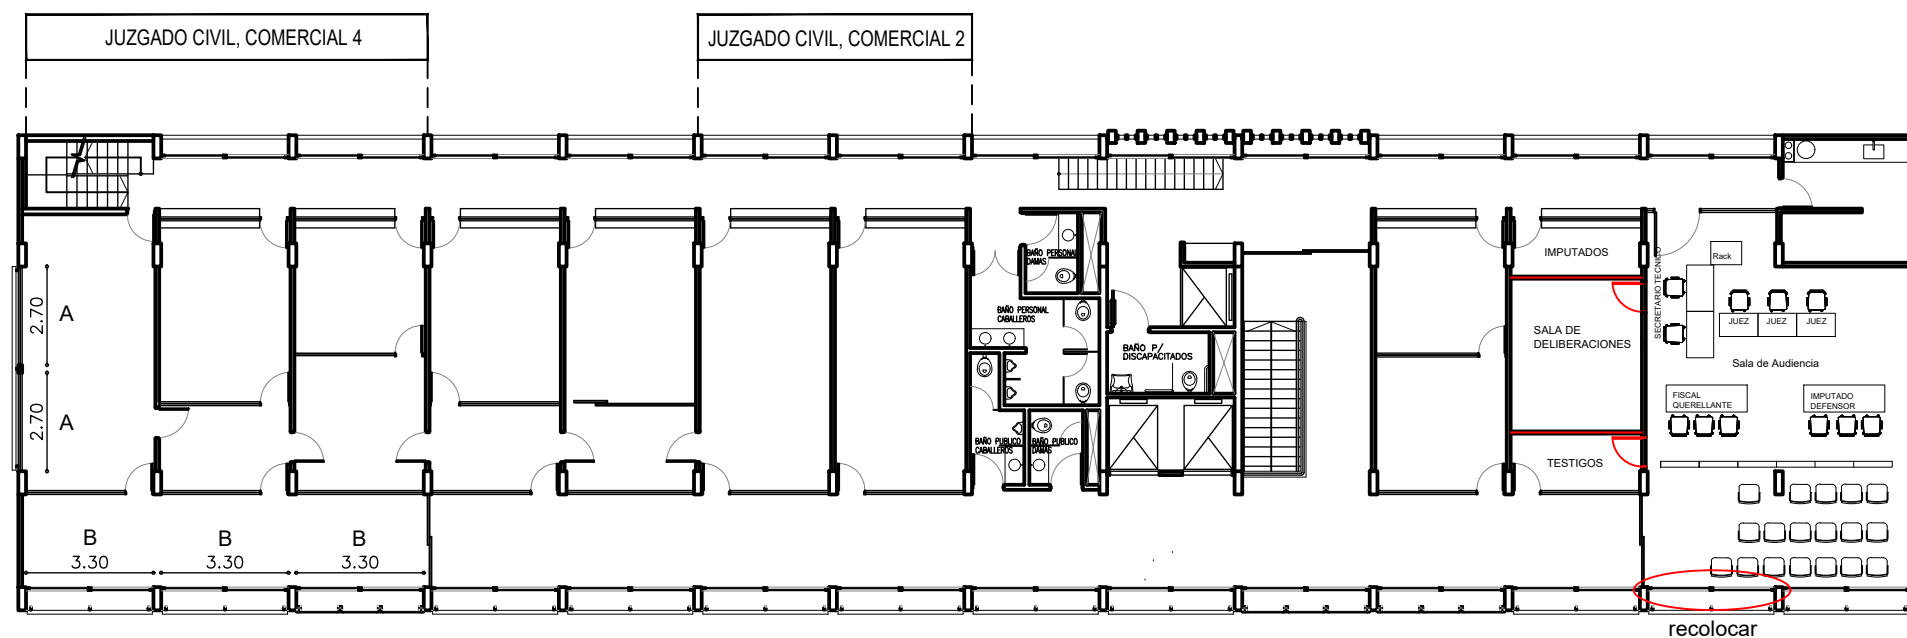 JUZGADO CIVIL, COMERCIAL 4
JUZGADO CIVIL, COMERCIAL 2
BAÑO PERSONAL
DAMAS
IMPUTADOS
SECRETARIO TECNICO
Rack
2.70
A
BAÑO PERSONAL
CABALLEROS
JUEZ
JUEZ
JUEZ
SALA DE
DELIBERACIONES
BAÑO P/
DISCAPACITADOS
Sala de Audiencia
2.70
A
FISCAL
QUERELLANTE
IMPUTADO
DEFENSOR
BAÑO PUBLICO
CABALLEROS
BAÑO PUBLICO
DAMAS
TESTIGOS
B
3.30
B
3.30
B
3.30
recolocar